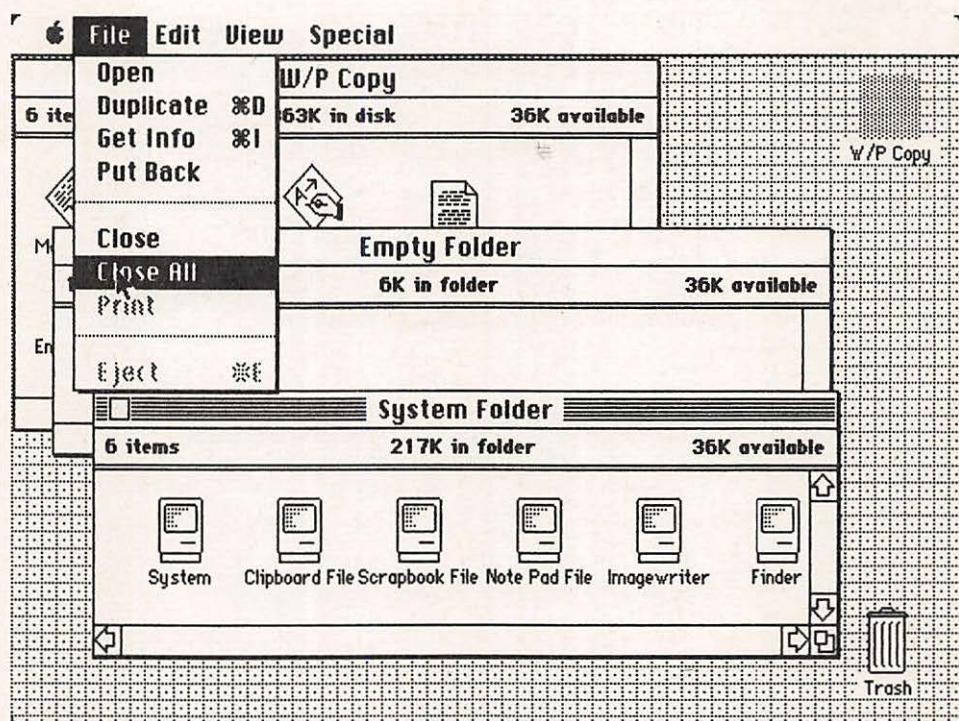 File Edit View Special
Open
Duplicate ⌘D
Get Info ⌘I
Put Back
Close
Close All
Print
Eject ⌘E
W/P Copy
63K in disk 36K available
6 ite
W/P Copy
Empty Folder
6K in folder 36K available
En
System Folder
6 items 217K in folder 36K available
System Clipboard File Scrapbook File Note Pad File Imagewriter Finder
Trash